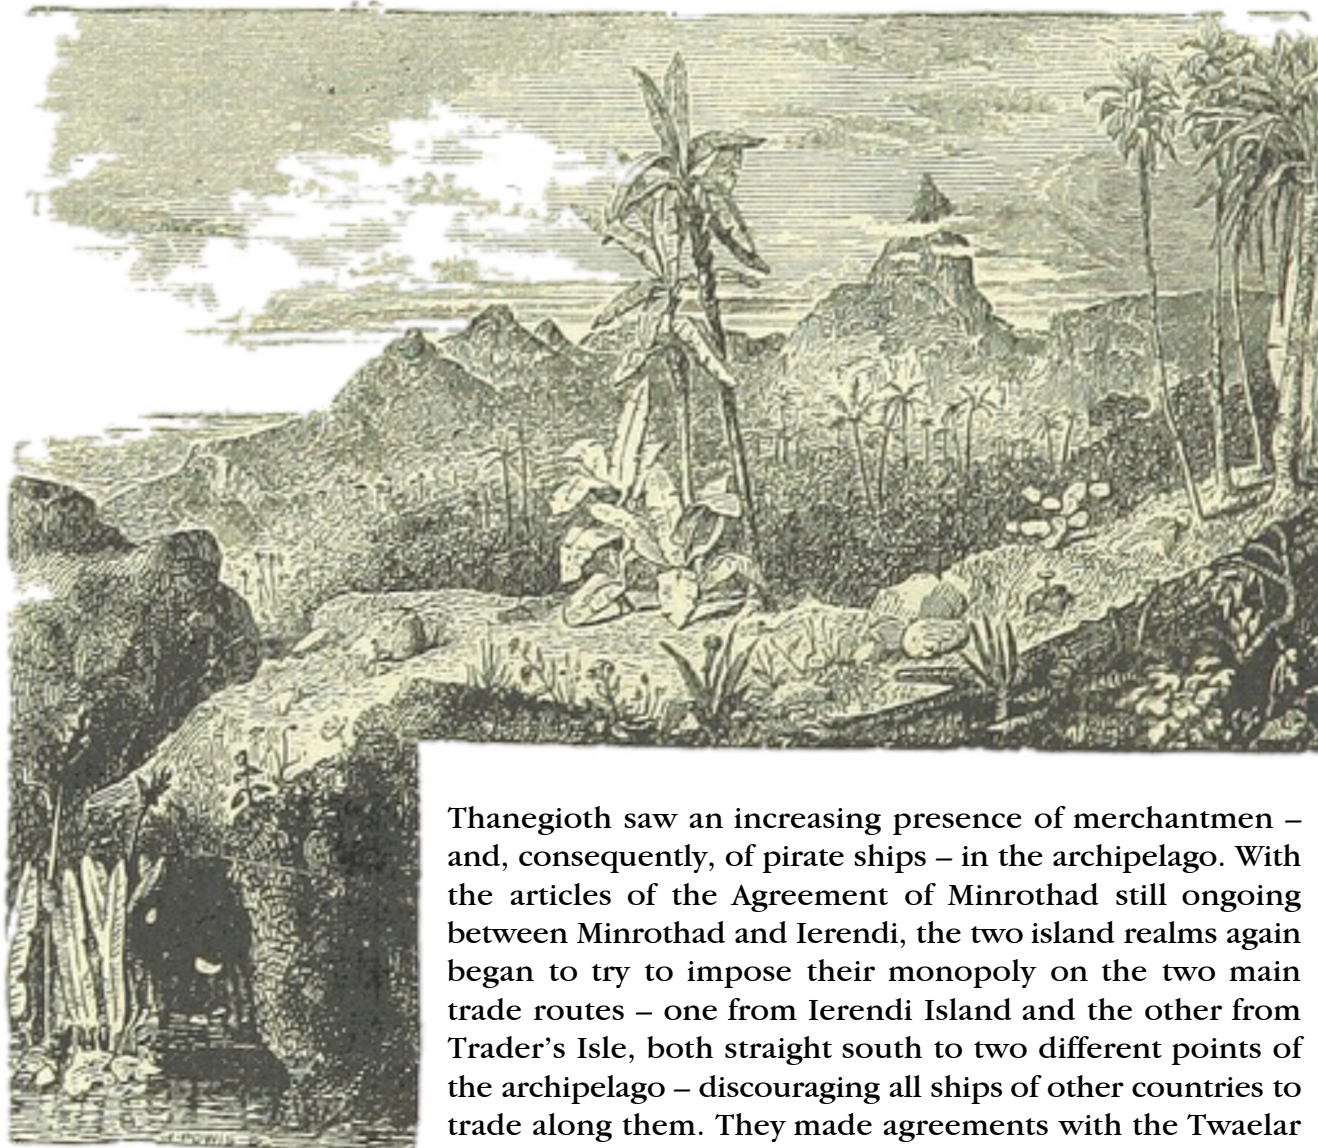 Thanegioth saw an increasing presence of merchantmen –
and, consequently, of pirate ships – in the archipelago. With
the articles of the Agreement of Minrothad still ongoing
between Minrothad and Ierendi, the two island realms again
began to try to impose their monopoly on the two main
trade routes – one from Ierendi Island and the other from
Trader’s Isle, both straight south to two different points of
the archipelago – discouraging all ships of other countries to
trade along them. They made agreements with the Twaelar